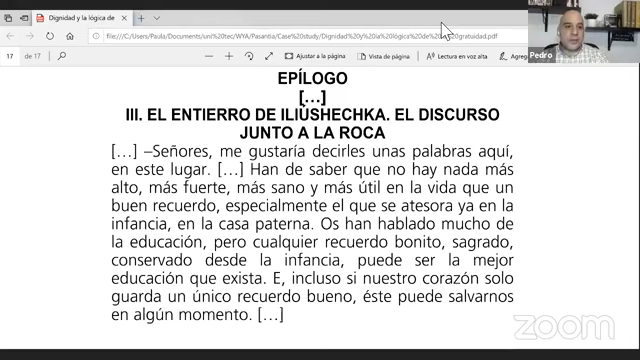 Dignidad y la lógica de
file:///C:/Users/Paula/Documents/uni tec/WYA/Pasantia/Case study/Dignidad%20y%20la%20lógica%20de%20 20gratuidad.pdf
17 de 17 Ajustar a la página Vista de página Lectura en voz alta
Pedro
EPÍLOGO
[…]
III. EL ENTIERRO DE ILIÚSHECHKA. EL DISCURSO
JUNTO A LA ROCA
[…] –Señores, me gustaría decirles unas palabras aquí,
en este lugar. […] Han de saber que no hay nada más
alto, más fuerte, más sano y más útil en la vida que un
buen recuerdo, especialmente el que se atesora ya en la
infancia, en la casa paterna. Os han hablado mucho de
la educación, pero cualquier recuerdo bonito, sagrado,
conservado desde la infancia, puede ser la mejor
educación que exista. E, incluso si nuestro corazón solo
guarda un único recuerdo bueno, éste puede salvarnos
en algún momento. […]
zoom